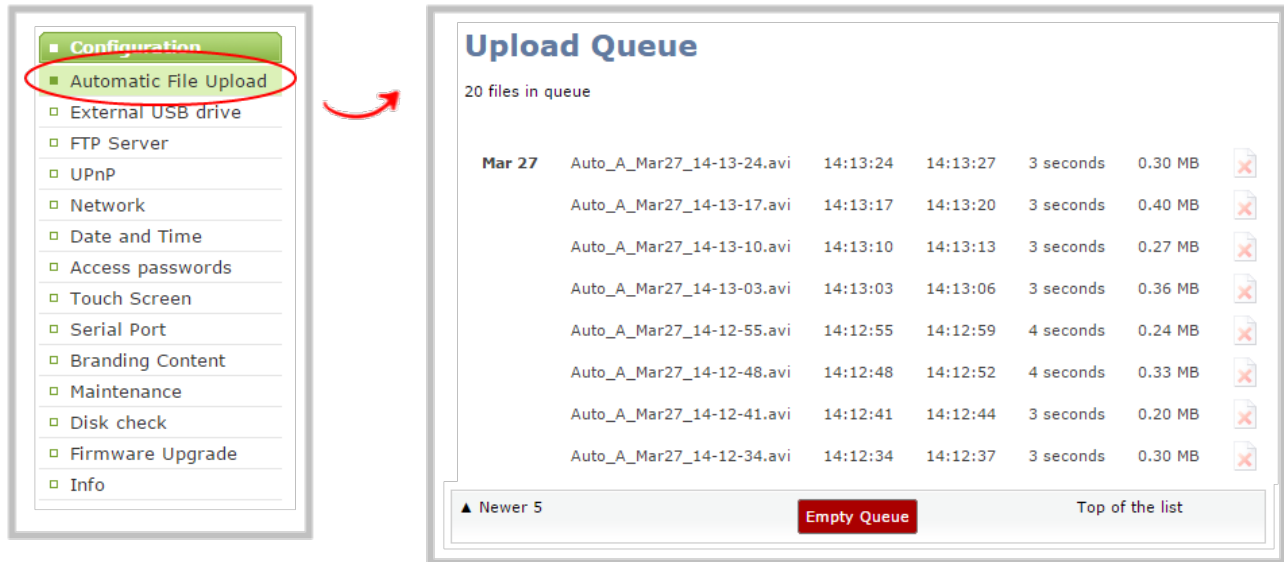 Configuration
Automatic File Upload
External USB drive
FTP Server
UPnP
Network
Date and Time
Access passwords
Touch Screen
Serial Port
Branding Content
Maintenance
Disk check
Firmware Upgrade
Info
Upload Queue
20 files in queue
Mar 27 Auto_A_Mar27_14-13-24.avi 14:13:24 14:13:27 3 seconds 0.30 MB
Auto_A_Mar27_14-13-17.avi 14:13:17 14:13:20 3 seconds 0.40 MB
Auto_A_Mar27_14-13-10.avi 14:13:10 14:13:13 3 seconds 0.27 MB
Auto_A_Mar27_14-13-03.avi 14:13:03 14:13:06 3 seconds 0.36 MB
Auto_A_Mar27_14-12-55.avi 14:12:55 14:12:59 4 seconds 0.24 MB
Auto_A_Mar27_14-12-48.avi 14:12:48 14:12:52 4 seconds 0.33 MB
Auto_A_Mar27_14-12-41.avi 14:12:41 14:12:44 3 seconds 0.20 MB
Auto_A_Mar27_14-12-34.avi 14:12:34 14:12:37 3 seconds 0.30 MB
▲ Newer 5 Empty Queue Top of the list